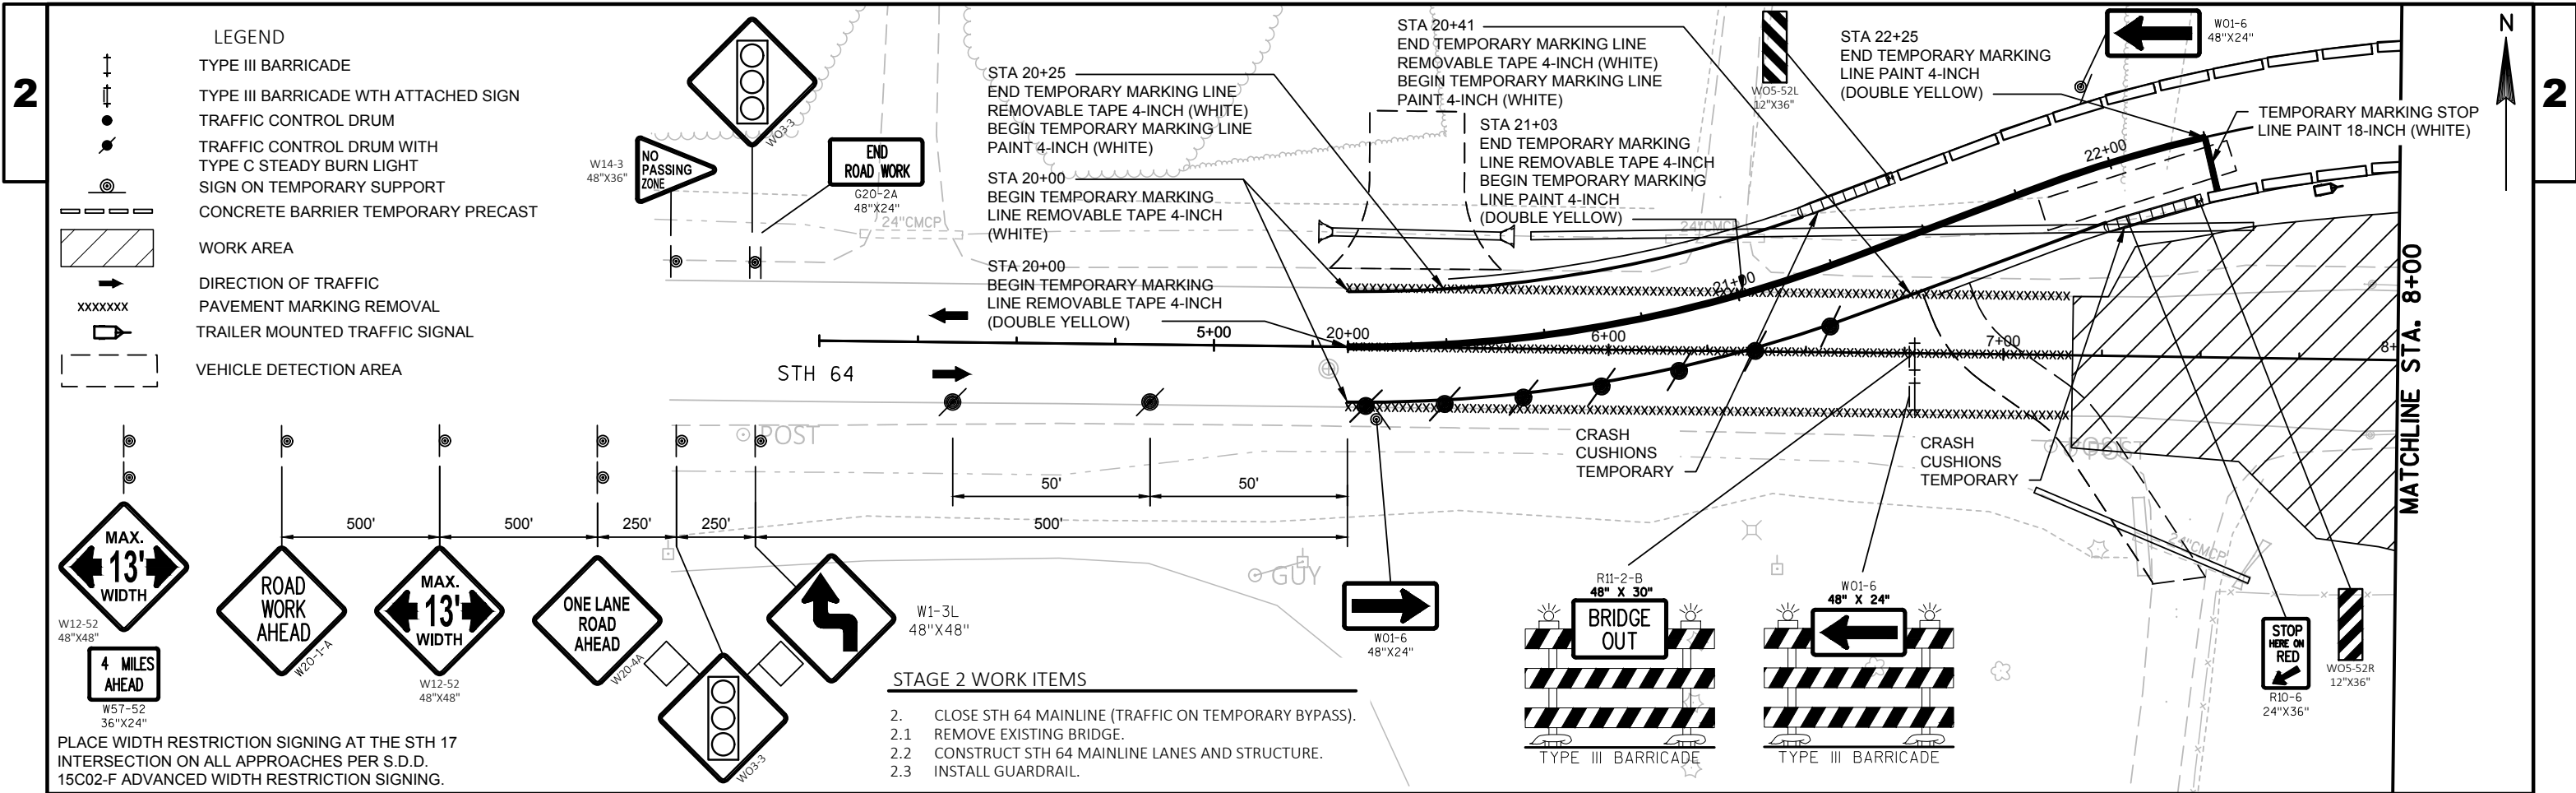 2
LEGEND
TYPE III BARRICADE
TYPE III BARRICADE WTH ATTACHED SIGN
TRAFFIC CONTROL DRUM
TRAFFIC CONTROL DRUM WITH
TYPE C STEADY BURN LIGHT
SIGN ON TEMPORARY SUPPORT
CONCRETE BARRIER TEMPORARY PRECAST
WORK AREA
DIRECTION OF TRAFFIC
XXXXXXX PAVEMENT MARKING REMOVAL
TRAILER MOUNTED TRAFFIC SIGNAL
VEHICLE DETECTION AREA
WO3-3
W14-3
48"X36"
NO
PASSING
ZONE
END
ROAD WORK
G20-2A
48"X24"
24"CMCP
STA 20+25
END TEMPORARY MARKING LINE
REMOVABLE TAPE 4-INCH (WHITE)
BEGIN TEMPORARY MARKING LINE
PAINT 4-INCH (WHITE)
STA 20+00
BEGIN TEMPORARY MARKING
LINE REMOVABLE TAPE 4-INCH
(WHITE)
STA 20+00
BEGIN TEMPORARY MARKING
LINE REMOVABLE TAPE 4-INCH
(DOUBLE YELLOW)
STA 20+41
END TEMPORARY MARKING LINE
REMOVABLE TAPE 4-INCH (WHITE)
BEGIN TEMPORARY MARKING LINE
PAINT 4-INCH (WHITE)
STA 21+03
END TEMPORARY MARKING
LINE REMOVABLE TAPE 4-INCH
BEGIN TEMPORARY MARKING
LINE PAINT 4-INCH
(DOUBLE YELLOW)
WO5-52L
12"X36"
STA 22+25
END TEMPORARY MARKING
LINE PAINT 4-INCH
(DOUBLE YELLOW)
WO1-6
48"X24"
TEMPORARY MARKING STOP
LINE PAINT 18-INCH (WHITE)
N
2
24"CMCP
22+00
21+00
5+00
20+00
6+00
7+00
8+
STH 64
MATCHLINE STA. 8+00
POST
POST
POST
24"CMCP
GUY
CRASH
CUSHIONS
TEMPORARY
CRASH
CUSHIONS
TEMPORARY
50'
50'
500'
500'
250'
250'
500'
MAX.
13'
WIDTH
W12-52
48"X48"
4 MILES
AHEAD
W57-52
36"X24"
ROAD
WORK
AHEAD
W20-1-A
MAX.
13'
WIDTH
W12-52
48"X48"
ONE LANE
ROAD
AHEAD
W20-4A
WO3-3
W1-3L
48"X48"
WO1-6
48"X24"
R11-2-B
48" X 30"
BRIDGE
OUT
TYPE III BARRICADE
WO1-6
48" X 24"
TYPE III BARRICADE
STOP
HERE ON
RED
R10-6
24"X36"
WO5-52R
12"X36"
PLACE WIDTH RESTRICTION SIGNING AT THE STH 17
INTERSECTION ON ALL APPROACHES PER S.D.D.
15C02-F ADVANCED WIDTH RESTRICTION SIGNING.
STAGE 2 WORK ITEMS
2. CLOSE STH 64 MAINLINE (TRAFFIC ON TEMPORARY BYPASS).
2.1 REMOVE EXISTING BRIDGE.
2.2 CONSTRUCT STH 64 MAINLINE LANES AND STRUCTURE.
2.3 INSTALL GUARDRAIL.